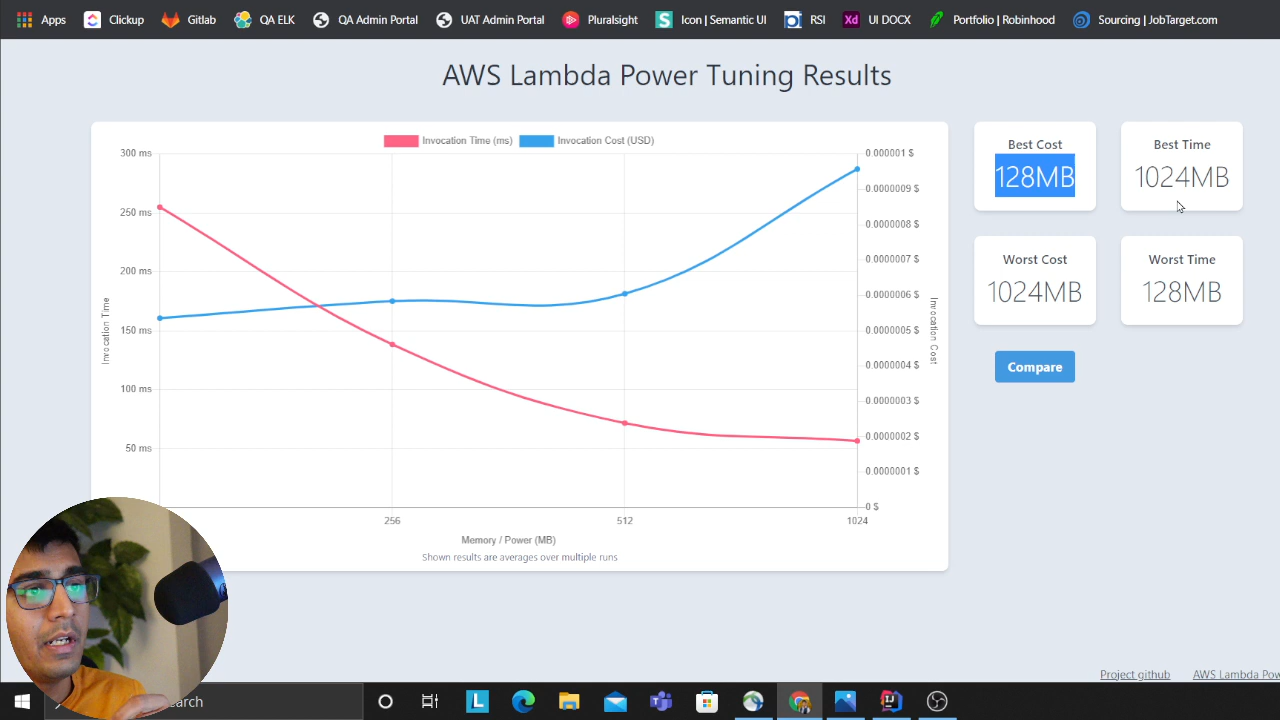 Apps Clickup Gitlab QA ELK QA Admin Portal UAT Admin Portal Pluralsight Icon | Semantic UI RSI Xd UI DOCX Portfolio | Robinhood Sourcing | JobTarget.com
AWS Lambda Power Tuning Results
Invocation Time (ms) Invocation Cost (USD)
300 ms
250 ms
200 ms
150 ms
100 ms
50 ms
Invocation Time
0.000001 $
0.0000009 $
0.0000008 $
0.0000007 $
0.0000006 $
0.0000005 $
0.0000004 $
0.0000003 $
0.0000002 $
0.0000001 $
0 $
Invocation Cost
256 512 1024
Memory / Power (MB)
Shown results are averages over multiple runs
Best Cost
128MB
Best Time
1024MB
Worst Cost
1024MB
Worst Time
128MB
Compare
Project github AWS Lambda Pow
earch